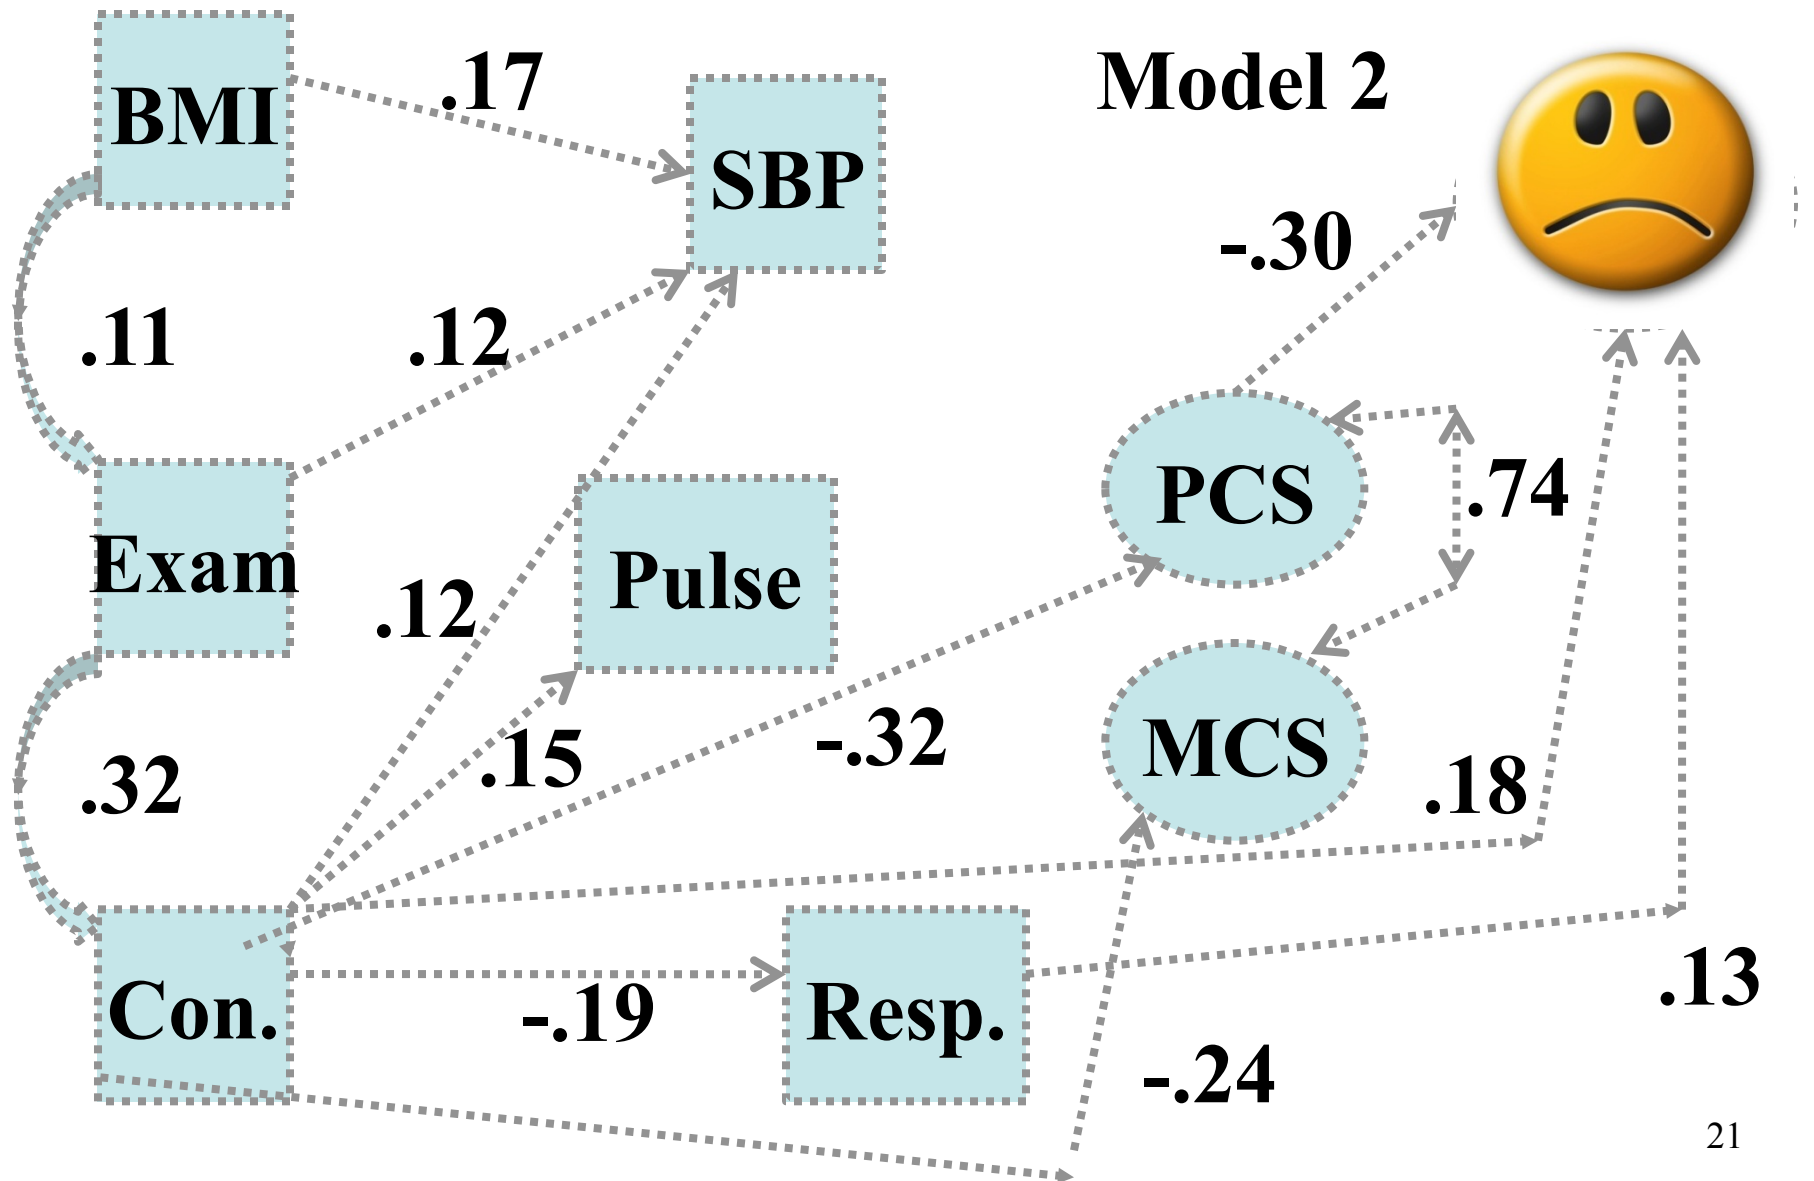 Model 2
BMI
.17
SBP
-.30
.11
.12
PCS
.74
Exam
.12
Pulse
-.32
MCS
.15
.32
.18
Con.
-.19
Resp.
.13
-.24
21